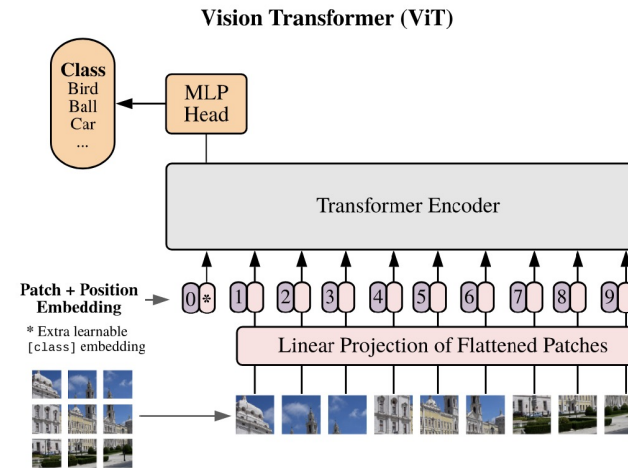 Vision Transformer (ViT)
Class
Bird
Ball
Car
...
MLP
Head
Transformer Encoder
Patch + Position
Embedding
0 * 1 2 3 4 5 6 7 8 9
* Extra learnable
[class] embedding
Linear Projection of Flattened Patches